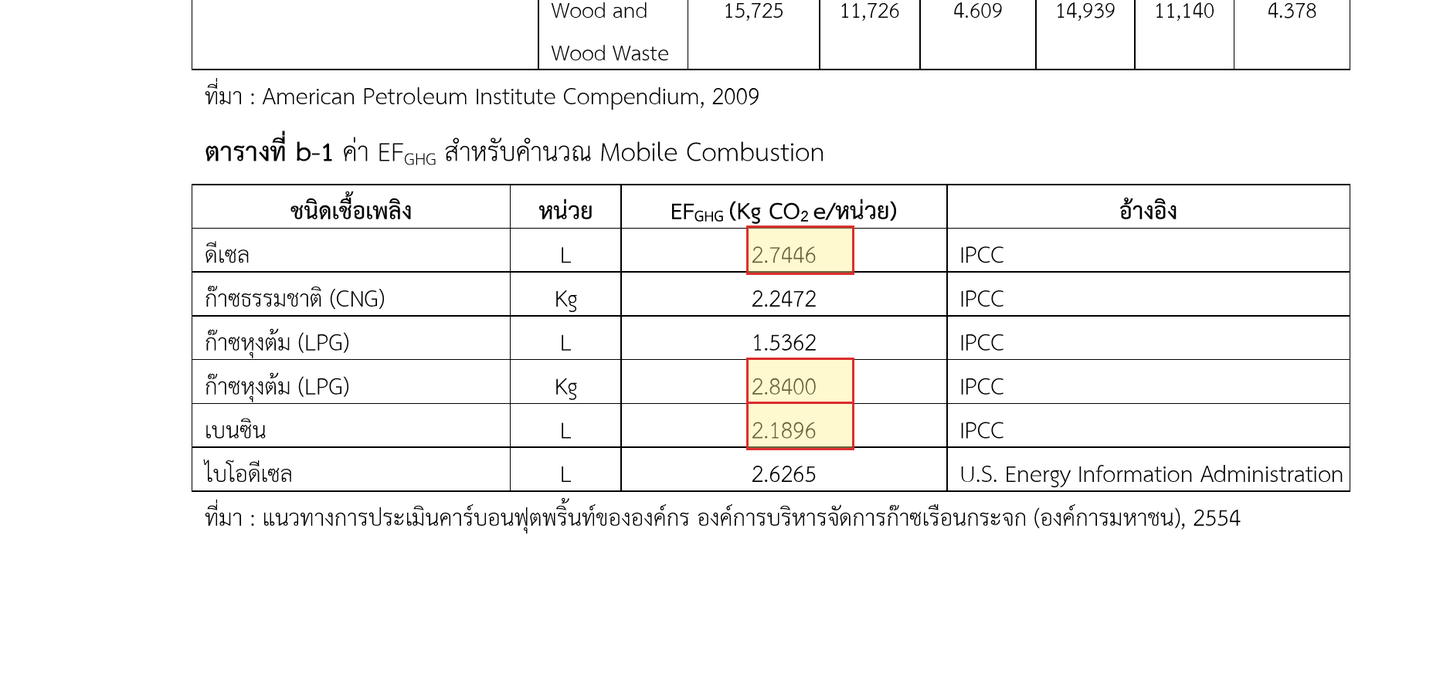 Wood and 15,725 11,726 4.609 14,939 11,140 4.378
Wood Waste
ที่มา : American Petroleum Institute Compendium, 2009
ตารางที่ b-1 ค่า EFGHG สำหรับคำนวณ Mobile Combustion
ชนิดเชื้อเพลิง หน่วย EFGHG (Kg CO2 e/หน่วย) อ้างอิง
ดีเซล L 2.7446 IPCC
ก๊าซธรรมชาติ (CNG) Kg 2.2472 IPCC
ก๊าซหุงต้ม (LPG) L 1.5362 IPCC
ก๊าซหุงต้ม (LPG) Kg 2.8400 IPCC
เบนซิน L 2.1896 IPCC
ไบโอดีเซล L 2.6265 U.S. Energy Information Administration
ที่มา : แนวทางการประเมินคาร์บอนฟุตพริ้นท์ขององค์กร องค์การบริหารจัดการก๊าซเรือนกระจก (องค์การมหาชน), 2554